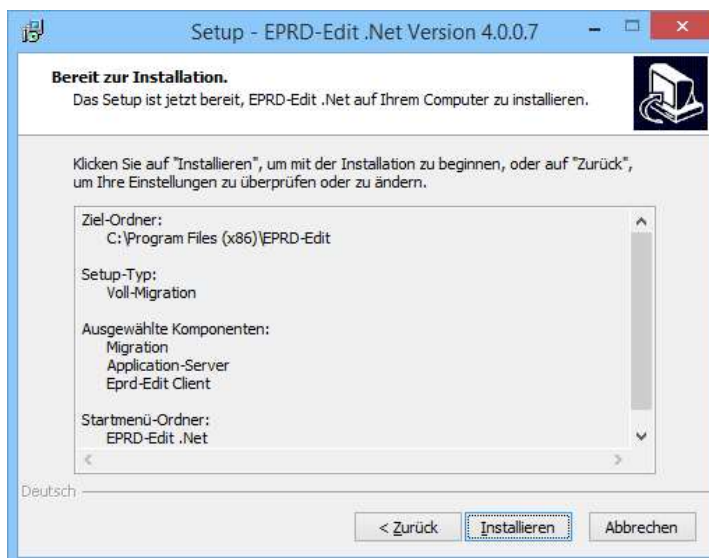 Setup - EPRD-Edit .Net Version 4.0.0.7
Bereit zur Installation.
Das Setup ist jetzt bereit, EPRD-Edit .Net auf Ihrem Computer zu installieren.
Klicken Sie auf "Installieren", um mit der Installation zu beginnen, oder auf "Zurück",
um Ihre Einstellungen zu überprüfen oder zu ändern.
Ziel-Ordner:
C:\Program Files (x86)\EPRD-Edit
Setup-Typ:
Voll-Migration
Ausgewählte Komponenten:
Migration
Application-Server
Eprd-Edit Client
Startmenü-Ordner:
EPRD-Edit .Net
Deutsch
< Zurück Installieren Abbrechen